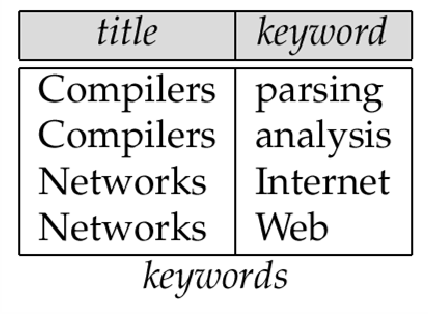 title keyword
Compilers parsing
Compilers analysis
Networks Internet
Networks Web
keywords